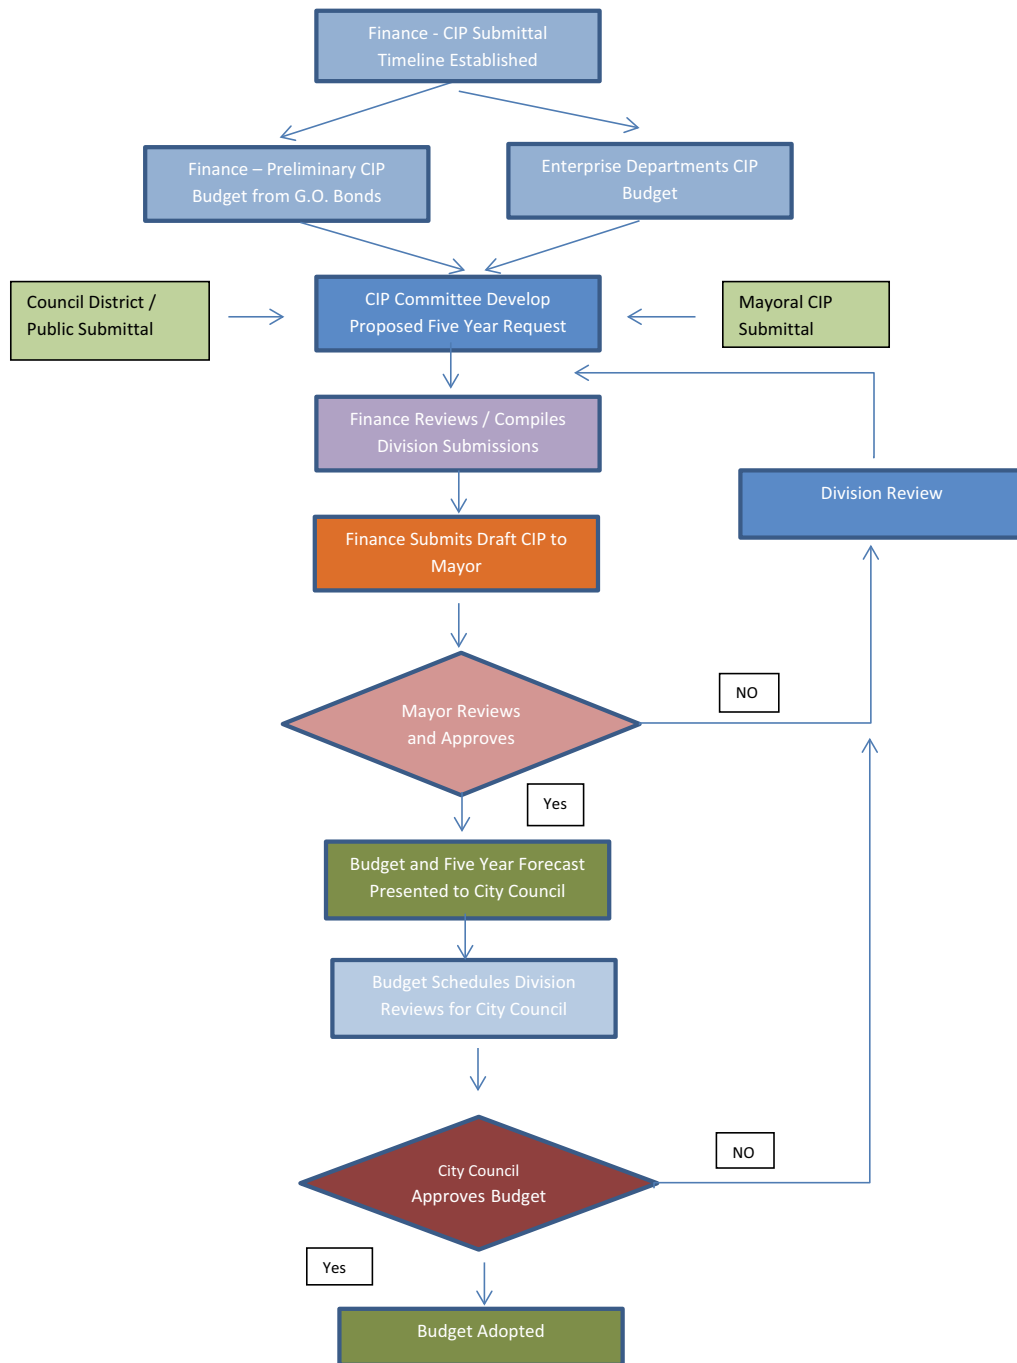 Finance - CIP Submittal
Timeline Established
Finance – Preliminary CIP
Budget from G.O. Bonds
Enterprise Departments CIP
Budget
Council District /
Public Submittal
CIP Committee Develop
Proposed Five Year Request
Mayoral CIP
Submittal
Finance Reviews / Compiles
Division Submissions
Division Review
Finance Submits Draft CIP to
Mayor
Mayor Reviews
and Approves
NO
Yes
Budget and Five Year Forecast
Presented to City Council
Budget Schedules Division
Reviews for City Council
City Council
Approves Budget
NO
Yes
Budget Adopted